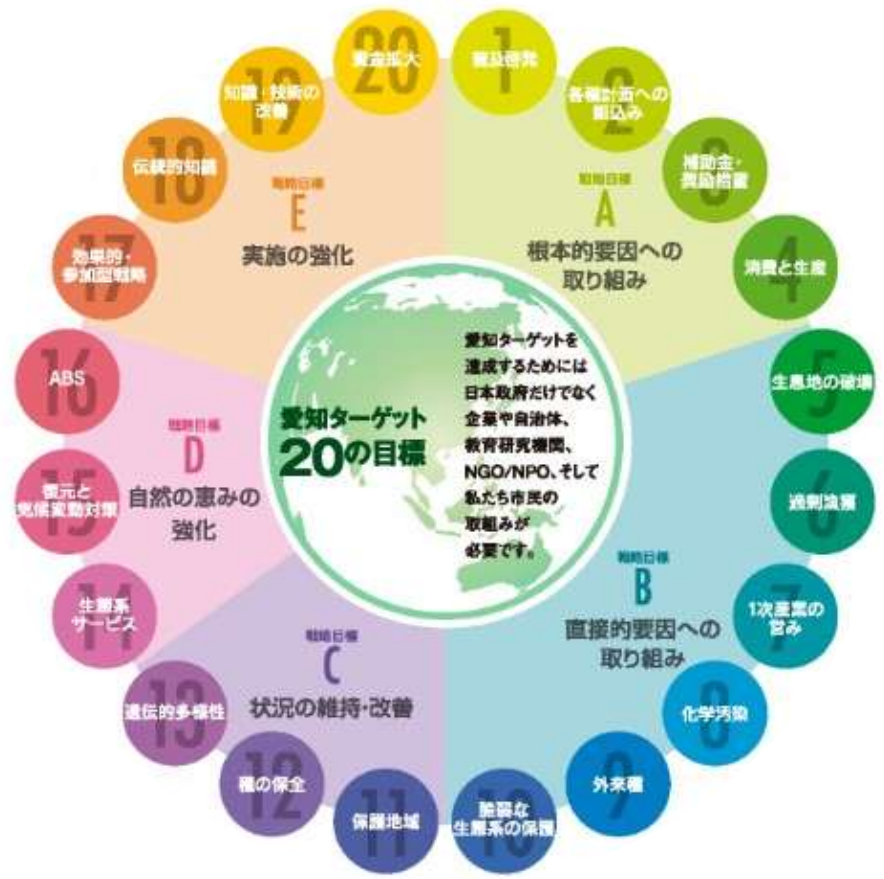 愛知ターゲット
20の目標
愛知ターゲットを
達成するためには
日本政府だけでなく
企業や自治体、
教育研究機関、
NGO/NPO、そして
私たち市民の
取組みが
必要です。
戦略目標
A
根本的要因への
取り組み
1
普及啓発
2
各種計画への
組込み
3
補助金・
奨励措置
4
消費と生産
戦略目標
B
直接的要因への
取り組み
5
生息地の破壊
6
過剰漁獲
7
1次産業の
営み
8
化学汚染
9
外来種
10
脆弱な
生態系の保護
戦略目標
C
状況の維持・改善
11
保護地域
12
種の保全
13
遺伝的多様性
戦略目標
D
自然の恵みの
強化
14
生態系
サービス
15
復元と
気候変動対策
16
ABS
戦略目標
E
実施の強化
17
効果的・
参加型戦略
18
伝統的知識
19
知識・技術の
改善
20
資金拡大